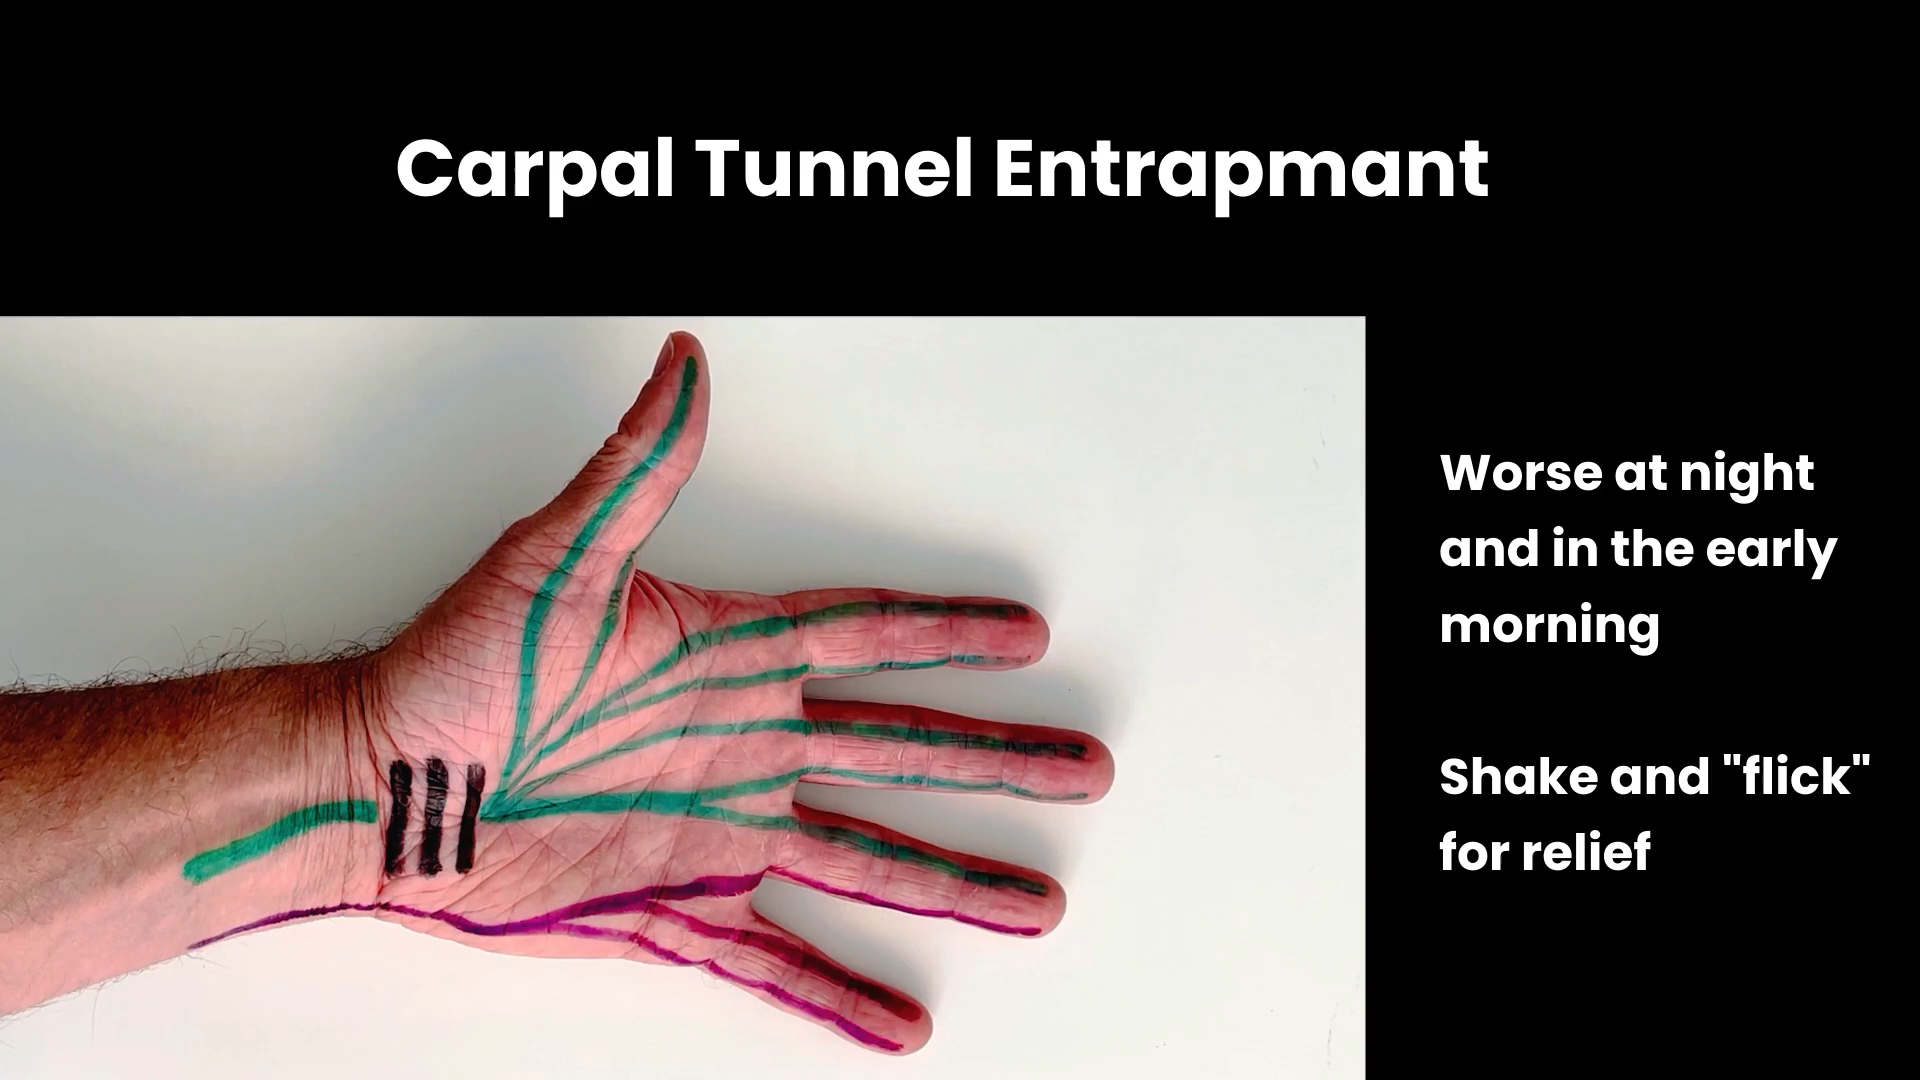 Carpal Tunnel Entrapmant
Worse at night
and in the early
morning
Shake and "flick"
for relief